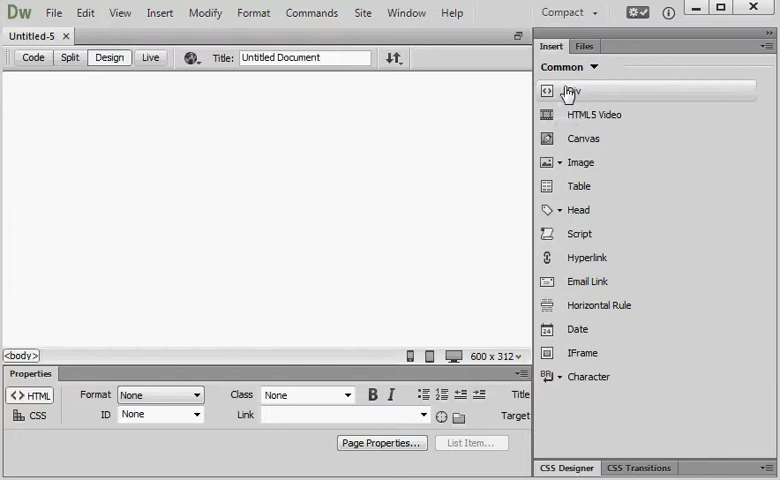 Dw File Edit View Insert Modify Format Commands Site Window Help Compact
Untitled-5 x
Code Split Design Live Title: Untitled Document
Insert Files
Common
Div
HTML5 Video
Canvas
Image
Table
Head
Script
Hyperlink
Email Link
Horizontal Rule
24 Date
IFrame
BR Character
<body> 600 x 312
Properties
<> HTML Format None Class None B I Title
CSS ID None Link Target
Page Properties... List Item...
CSS Designer CSS Transitions